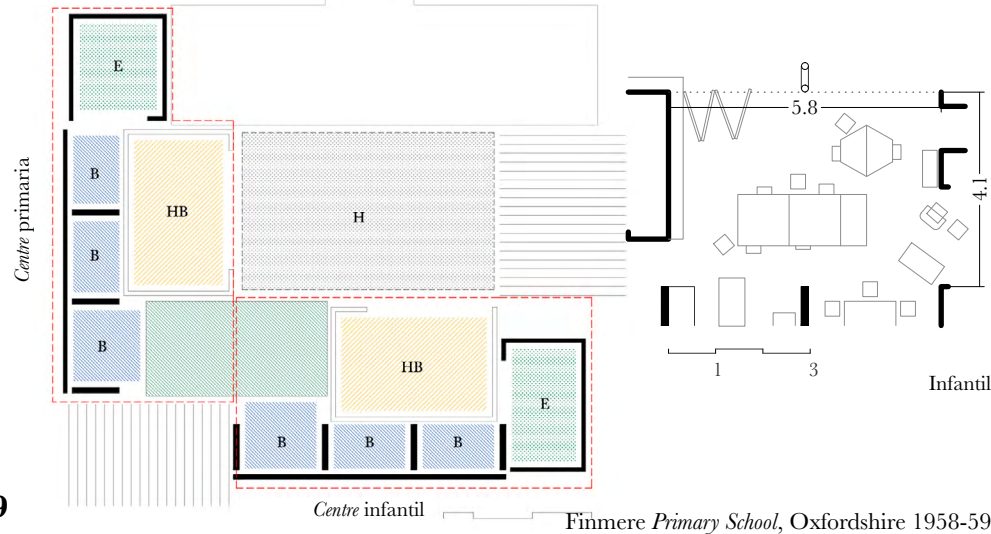 E
B
HB
B
H
B
HB
E
B
B
B
Centre primaria
Centre infantil
5.8
4.1
1
3
Infantil
9
Finmere Primary School, Oxfordshire 1958-59